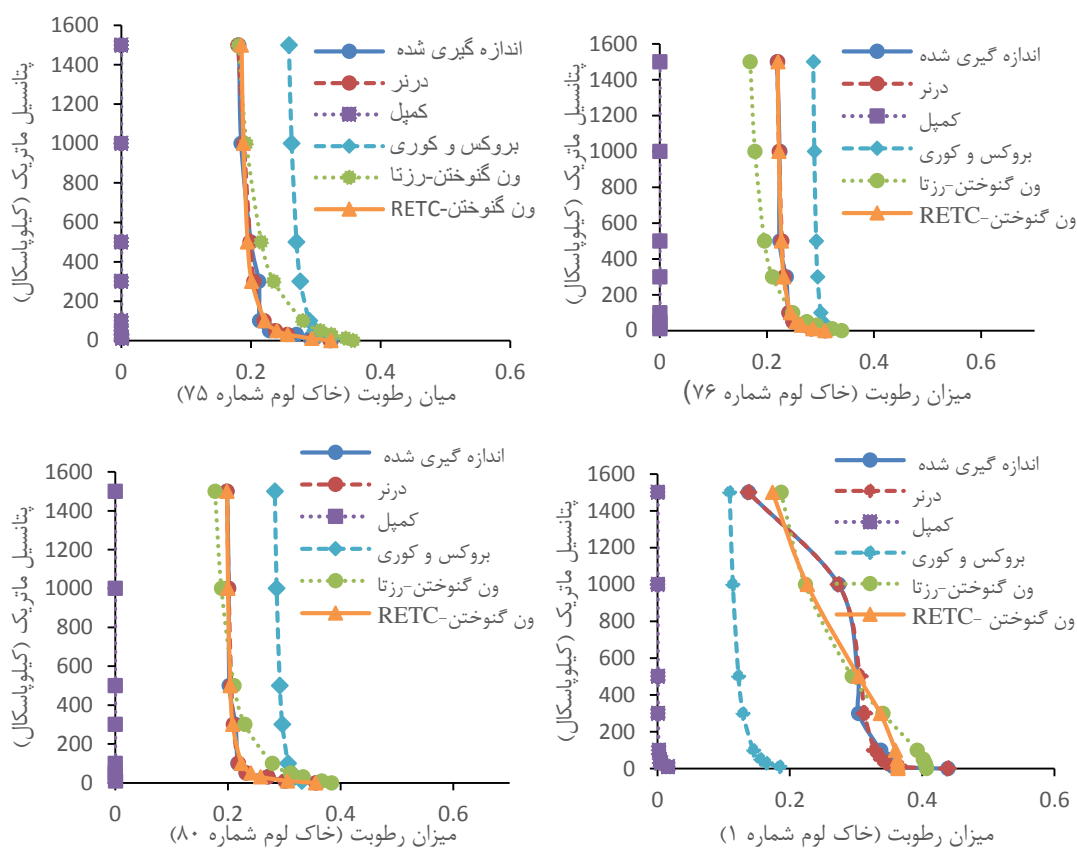 1600
1400
1200
1000
800
600
400
200
0
0
0.2
0.4
0.6
پتانسیل ماتریک (کیلوپاسکال)
میان رطوبت (خاک لوم شماره ۷۵)
اندازه گیری شده
درنر
کمپل
بروکس و کوری
ون گنوختن-رزتا
ون گنوختن-RETC
1600
1400
1200
1000
800
600
400
200
0
0
0.2
0.4
0.6
پتانسیل ماتریک (کیلوپاسکال)
میزان رطوبت (خاک لوم شماره ۷۶)
اندازه گیری شده
درنر
کمپل
بروکس و کوری
ون گنوختن-رزتا
ون گنوختن-RETC
1600
1400
1200
1000
800
600
400
200
0
0
0.2
0.4
0.6
پتانسیل ماتریک (کیلوپاسکال)
میزان رطوبت (خاک لوم شماره ۸۰)
اندازه گیری شده
درنر
کمپل
بروکس و کوری
ون گنوختن-رزتا
ون گنوختن-RETC
1600
1400
1200
1000
800
600
400
200
0
0
0.2
0.4
0.6
پتانسیل ماتریک (کیلوپاسکال)
میزان رطوبت (خاک لوم شماره ۱)
اندازه گیری شده
درنر
کمپل
بروکس و کوری
ون گنوختن-رزتا
ون گنوختن -RETC